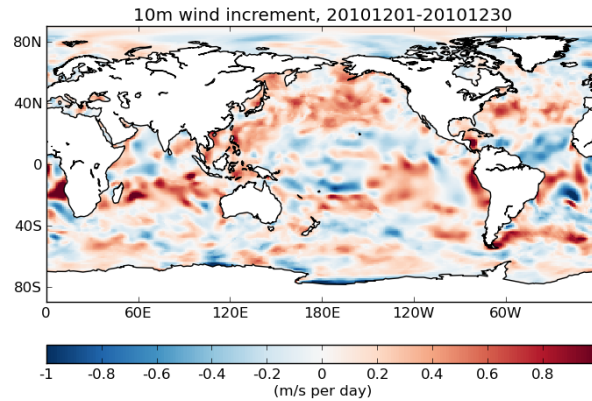 10m wind increment, 20101201-20101230
80N
40N
0
40S
80S
0 60E 120E 180E 120W 60W
-1 -0.8 -0.6 -0.4 -0.2 0 0.2 0.4 0.6 0.8
(m/s per day)